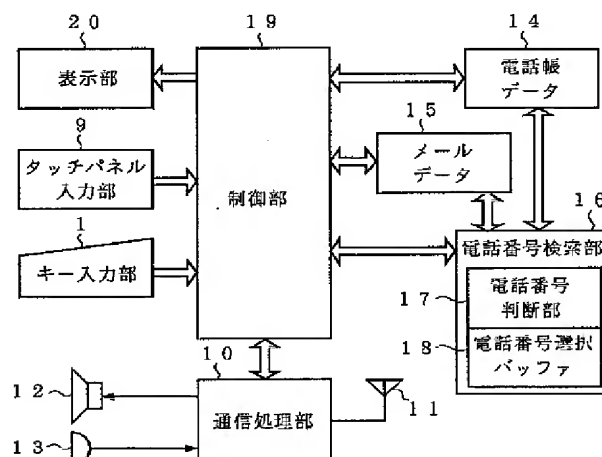 ２０
表示部
９
タッチパネル
入力部
１
キー入力部
１９
制御部
１４
電話帳
データ
１５
メール
データ
１６
電話番号検索部
１７
電話番号
判断部
１８
電話番号選択
バッファ
１０
通信処理部
１１
１２
１３